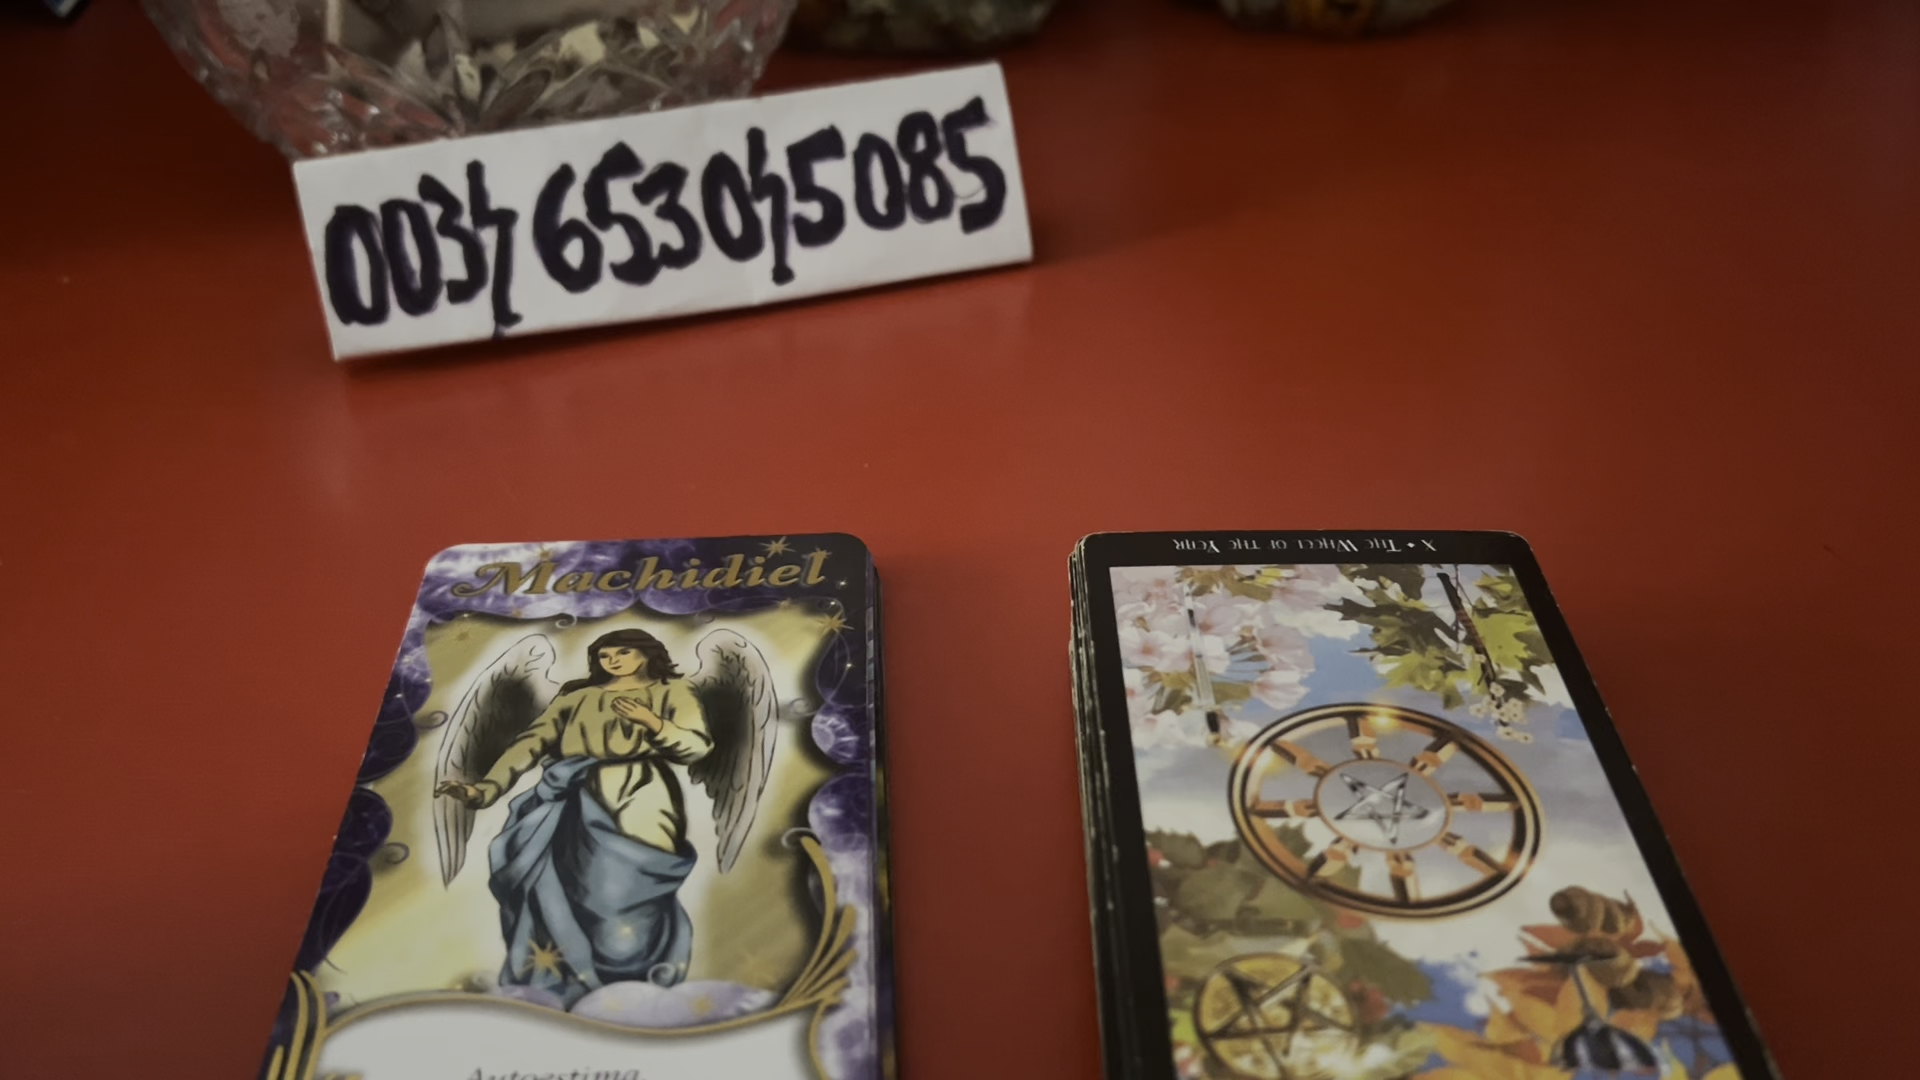 0034653045085
Machidiel
X • The Wheel of the Year
Autoestima.